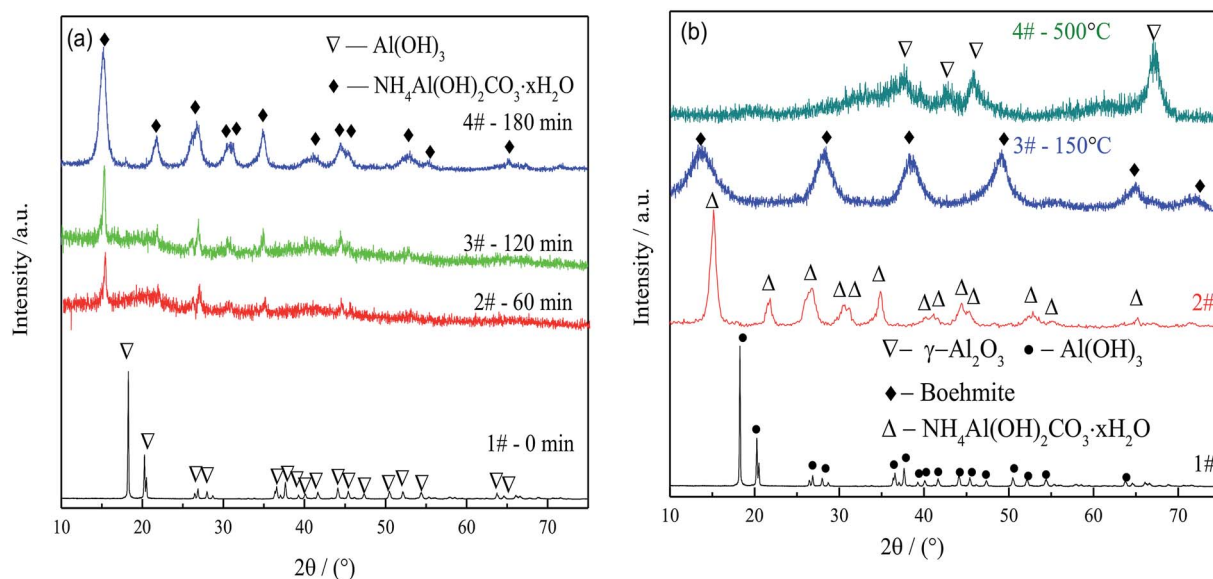 (a)
▽ — Al(OH)₃
◆ — NH₄Al(OH)₂CO₃·xH₂O
4# - 180 min
3# - 120 min
2# - 60 min
1# - 0 min
Intensity /a.u.
10 20 30 40 50 60 70
2θ / (°)
(b)
4# - 500°C
3# - 150°C
2#
▽ – γ–Al₂O₃ ● – Al(OH)₃
◆ – Boehmite
Δ – NH₄Al(OH)₂CO₃·xH₂O
1#
Intensity / a.u.
10 20 30 40 50 60 70
2θ / (°)